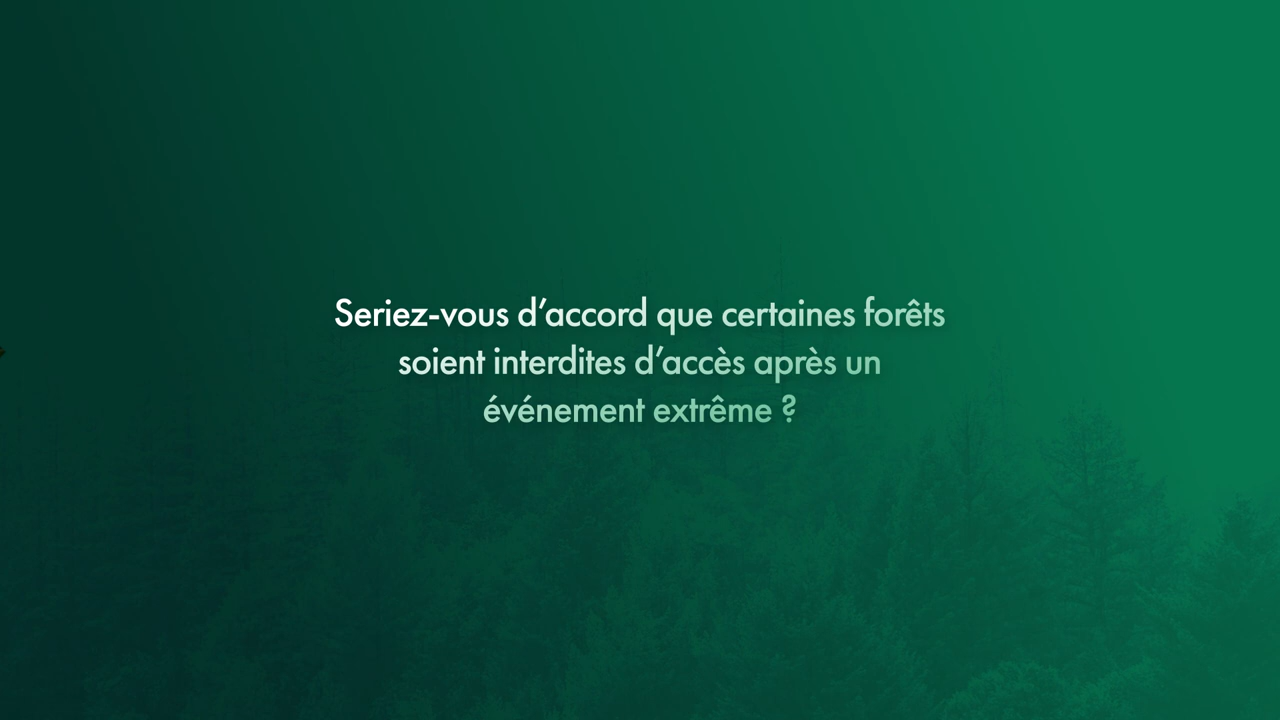 Seriez-vous d’accord que certaines forêts
soient interdites d’accès après un
événement extrême ?